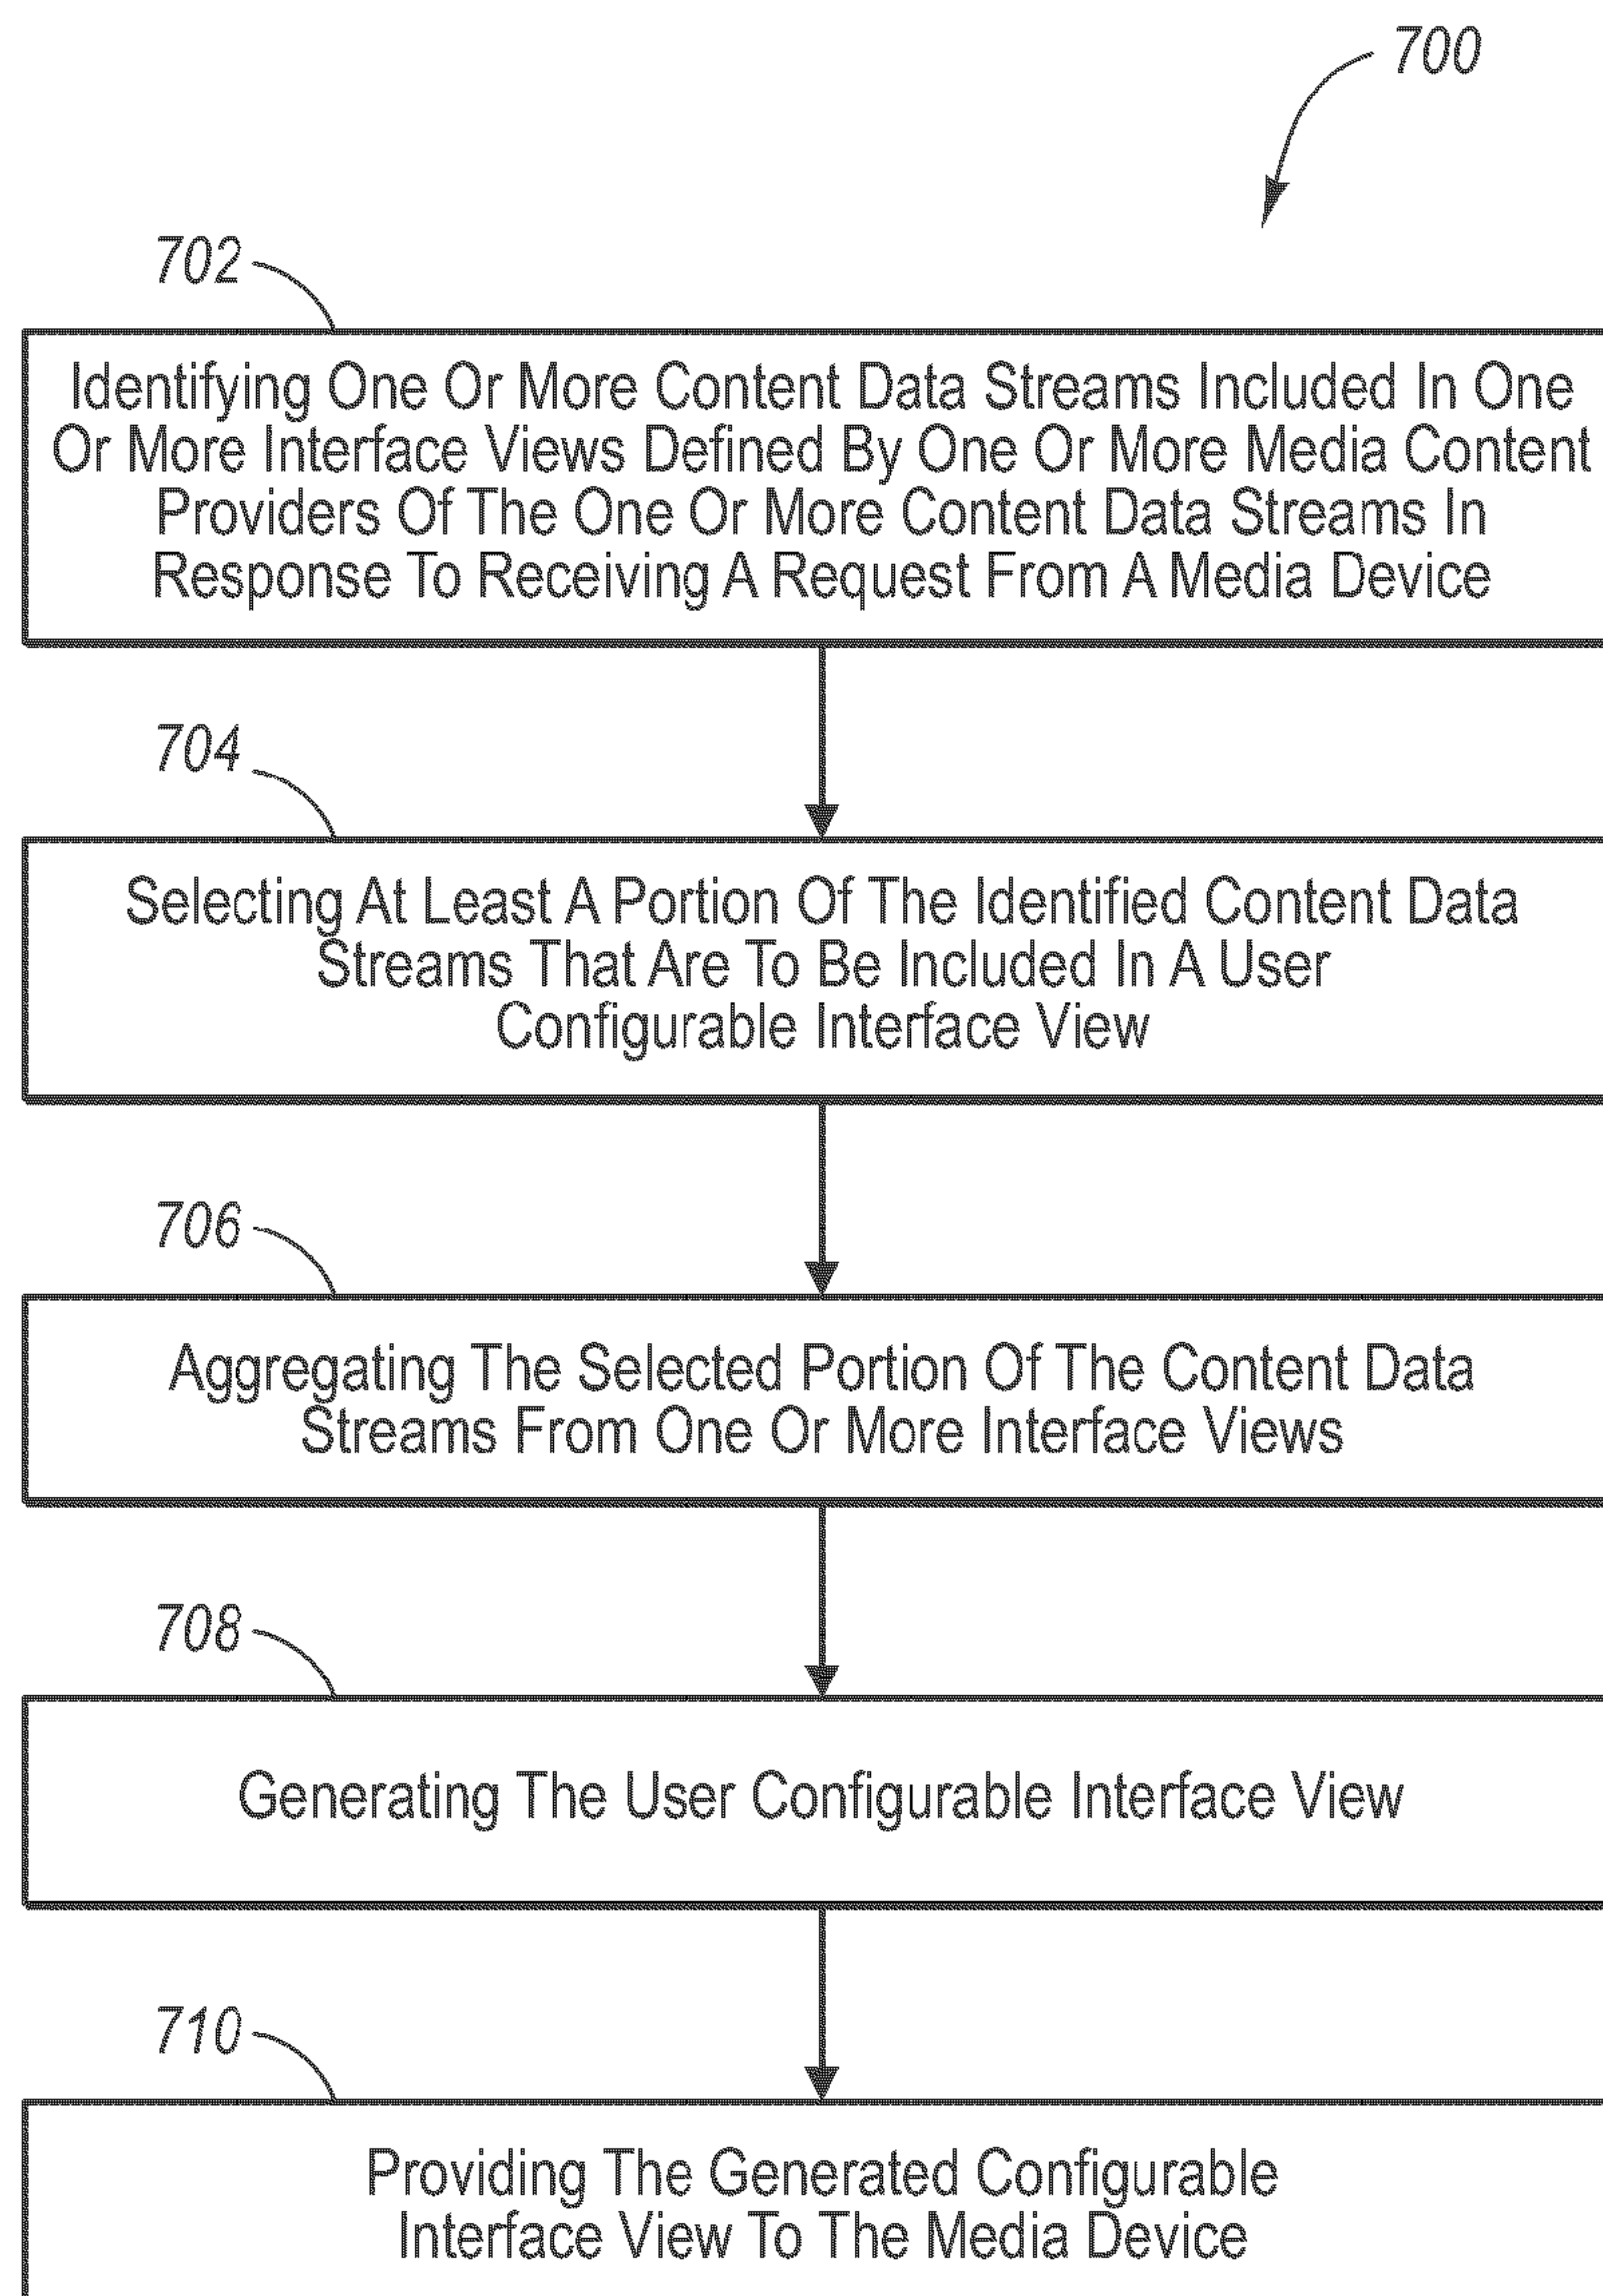 700
702
Identifying One Or More Content Data Streams Included In One
Or More Interface Views Defined By One Or More Media Content
Providers Of The One Or More Content Data Streams In
Response To Receiving A Request From A Media Device
704
Selecting At Least A Portion Of The Identified Content Data
Streams That Are To Be Included In A User
Configurable Interface View
706
Aggregating The Selected Portion Of The Content Data
Streams From One Or More Interface Views
708
Generating The User Configurable Interface View
710
Providing The Generated Configurable
Interface View To The Media Device